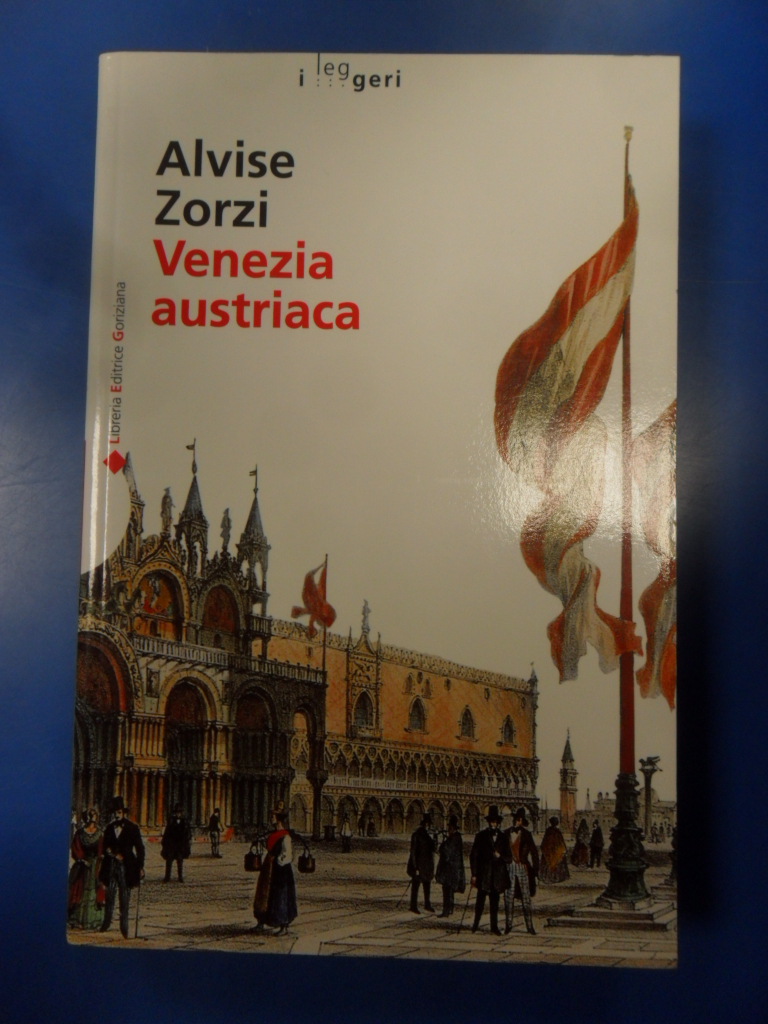 i leggeri
Alvise
Zorzi
Venezia
austriaca
Libreria Editrice Goriziana